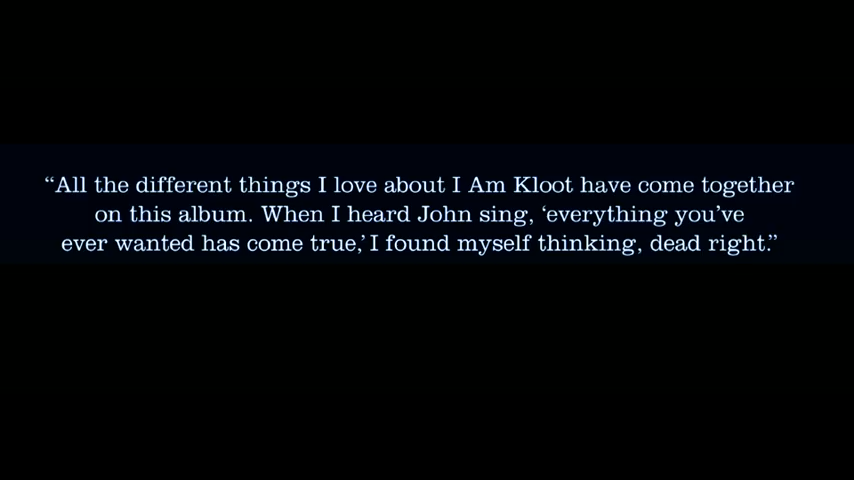 “All the different things I love about I Am Kloot have come together
on this album. When I heard John sing, ‘everything you’ve
ever wanted has come true,’ I found myself thinking, dead right.”